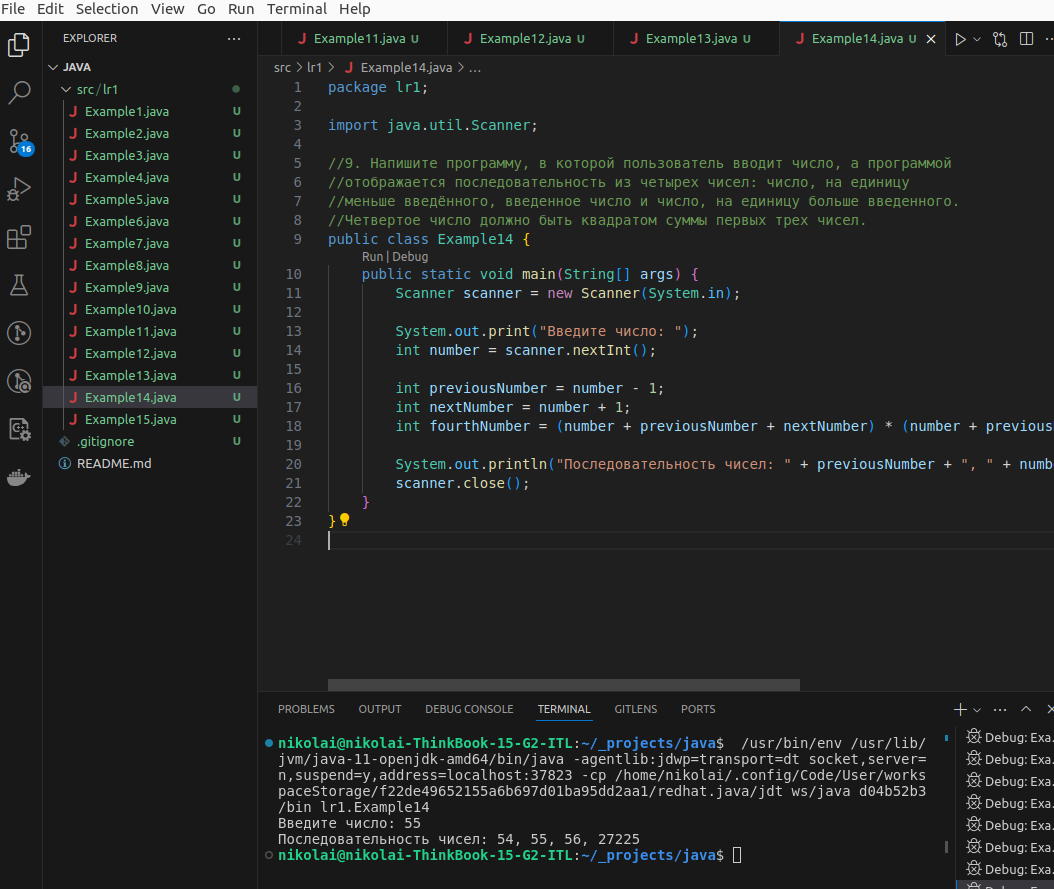 File Edit Selection View Go Run Terminal Help
EXPLORER
JAVA
src/lr1
Example1.java U
Example2.java U
Example3.java U
Example4.java U
Example5.java U
Example6.java U
Example7.java U
Example8.java U
Example9.java U
Example10.java U
Example11.java U
Example12.java U
Example13.java U
Example14.java U
Example15.java U
.gitignore U
README.md
16
Example11.java U Example12.java U Example13.java U Example14.java U
src > lr1 > Example14.java > ...
1 package lr1;
2
3 import java.util.Scanner;
4
5 //9. Напишите программу, в которой пользователь вводит число, а программой
6 //отображается последовательность из четырех чисел: число, на единицу
7 //меньше введённого, введенное число и число, на единицу больше введенного.
8 //Четвертое число должно быть квадратом суммы первых трех чисел.
9 public class Example14 {
Run | Debug
10 public static void main(String[] args) {
11 Scanner scanner = new Scanner(System.in);
12
13 System.out.print("Введите число: ");
14 int number = scanner.nextInt();
15
16 int previousNumber = number - 1;
17 int nextNumber = number + 1;
18 int fourthNumber = (number + previousNumber + nextNumber) * (number + previous
19
20 System.out.println("Последовательность чисел: " + previousNumber + ", " + numb
21 scanner.close();
22 }
23 }
24
PROBLEMS OUTPUT DEBUG CONSOLE TERMINAL GITLENS PORTS
nikolai@nikolai-ThinkBook-15-G2-ITL:~/_projects/java$ /usr/bin/env /usr/lib/
jvm/java-11-openjdk-amd64/bin/java -agentlib:jdwp=transport=dt socket,server=
n,suspend=y,address=localhost:37823 -cp /home/nikolai/.config/Code/User/works
paceStorage/f22de49652155a6b697d01ba95dd2aa1/redhat.java/jdt ws/java d04b52b3
/bin lr1.Example14
Введите число: 55
Последовательность чисел: 54, 55, 56, 27225
nikolai@nikolai-ThinkBook-15-G2-ITL:~/_projects/java$
Debug: Exa...
Debug: Exa...
Debug: Exa...
Debug: Exa...
Debug: Exa...
Debug: Exa...
Debug: Exa...